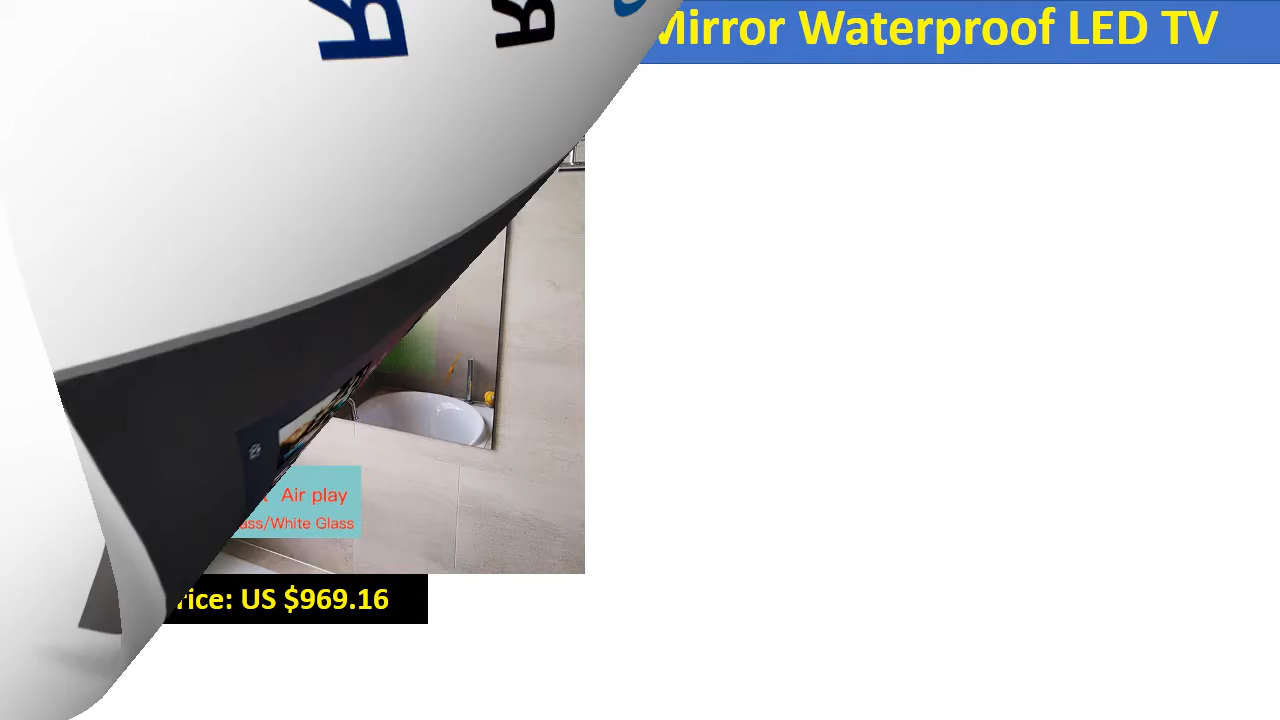 Mirror Waterproof LED TV
Air play
ass/White Glass
rice: US $969.16